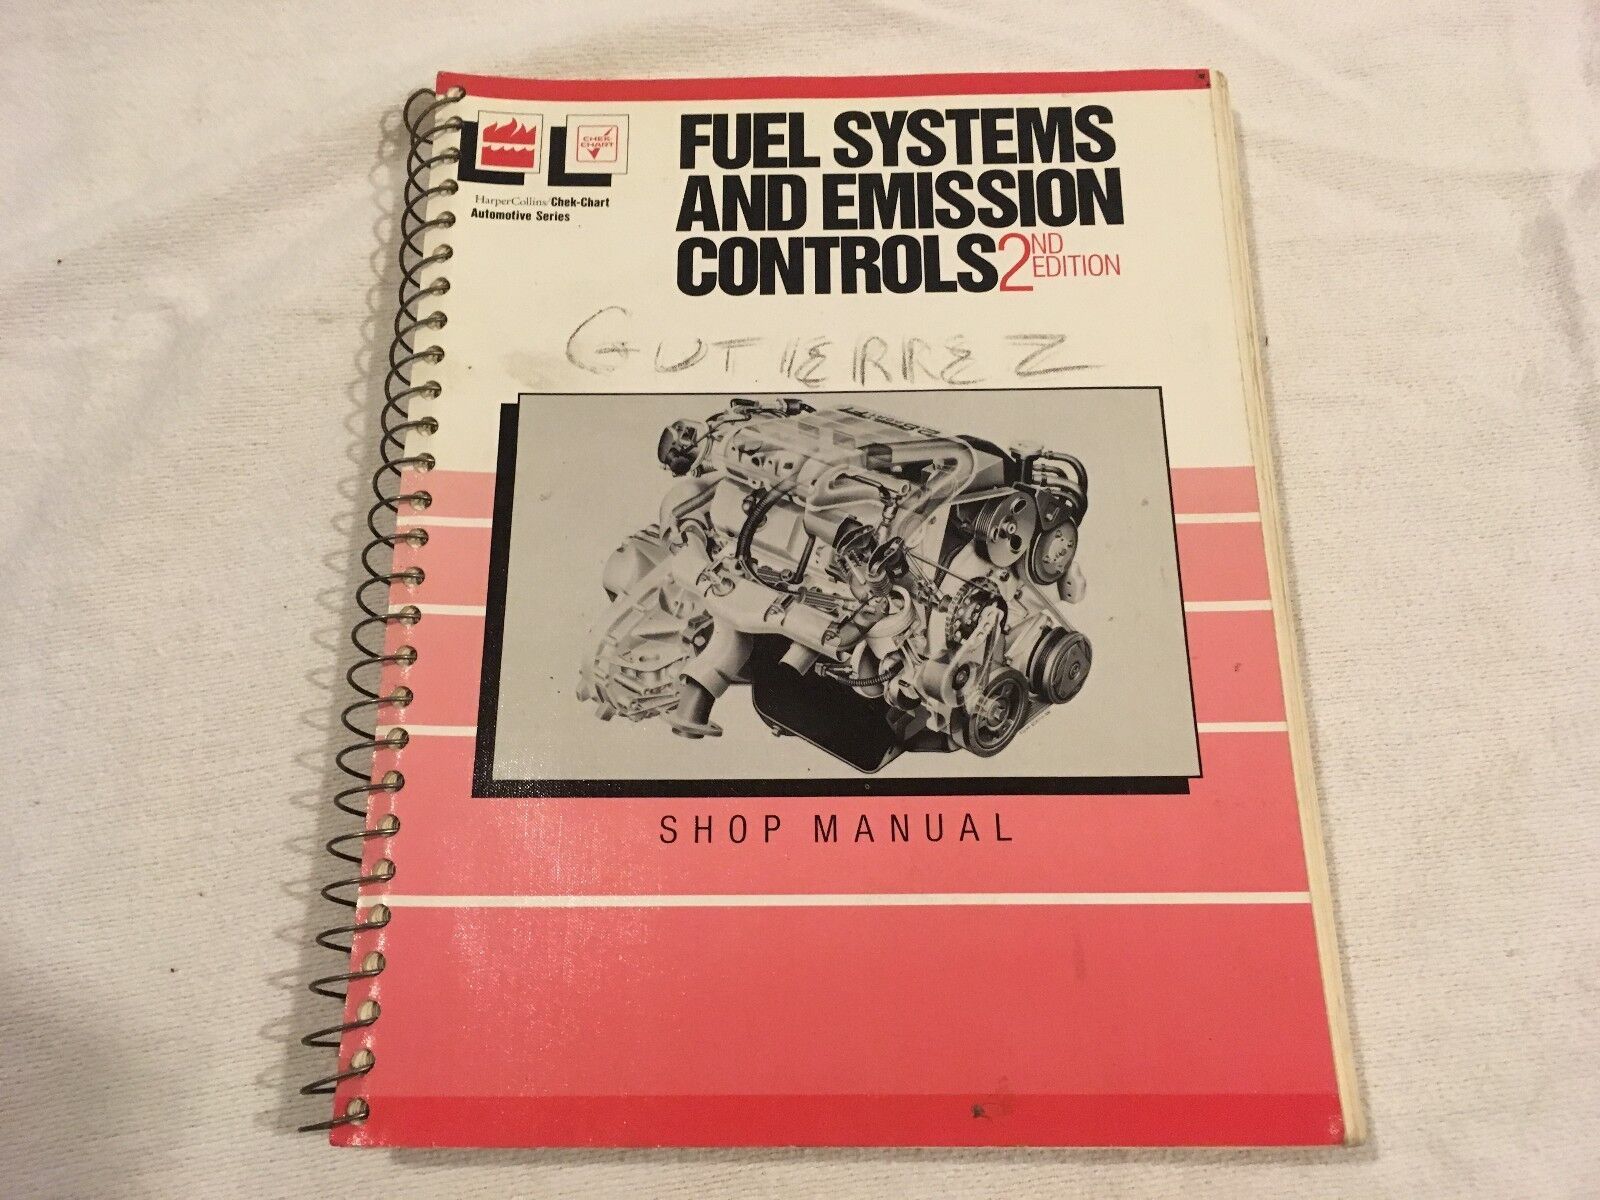 CHEK-
CHART
HarperCollins/Chek-Chart
Automotive Series
FUEL SYSTEMS
AND EMISSION
CONTROLS 2ND EDITION
GUTIERREZ
SHOP MANUAL